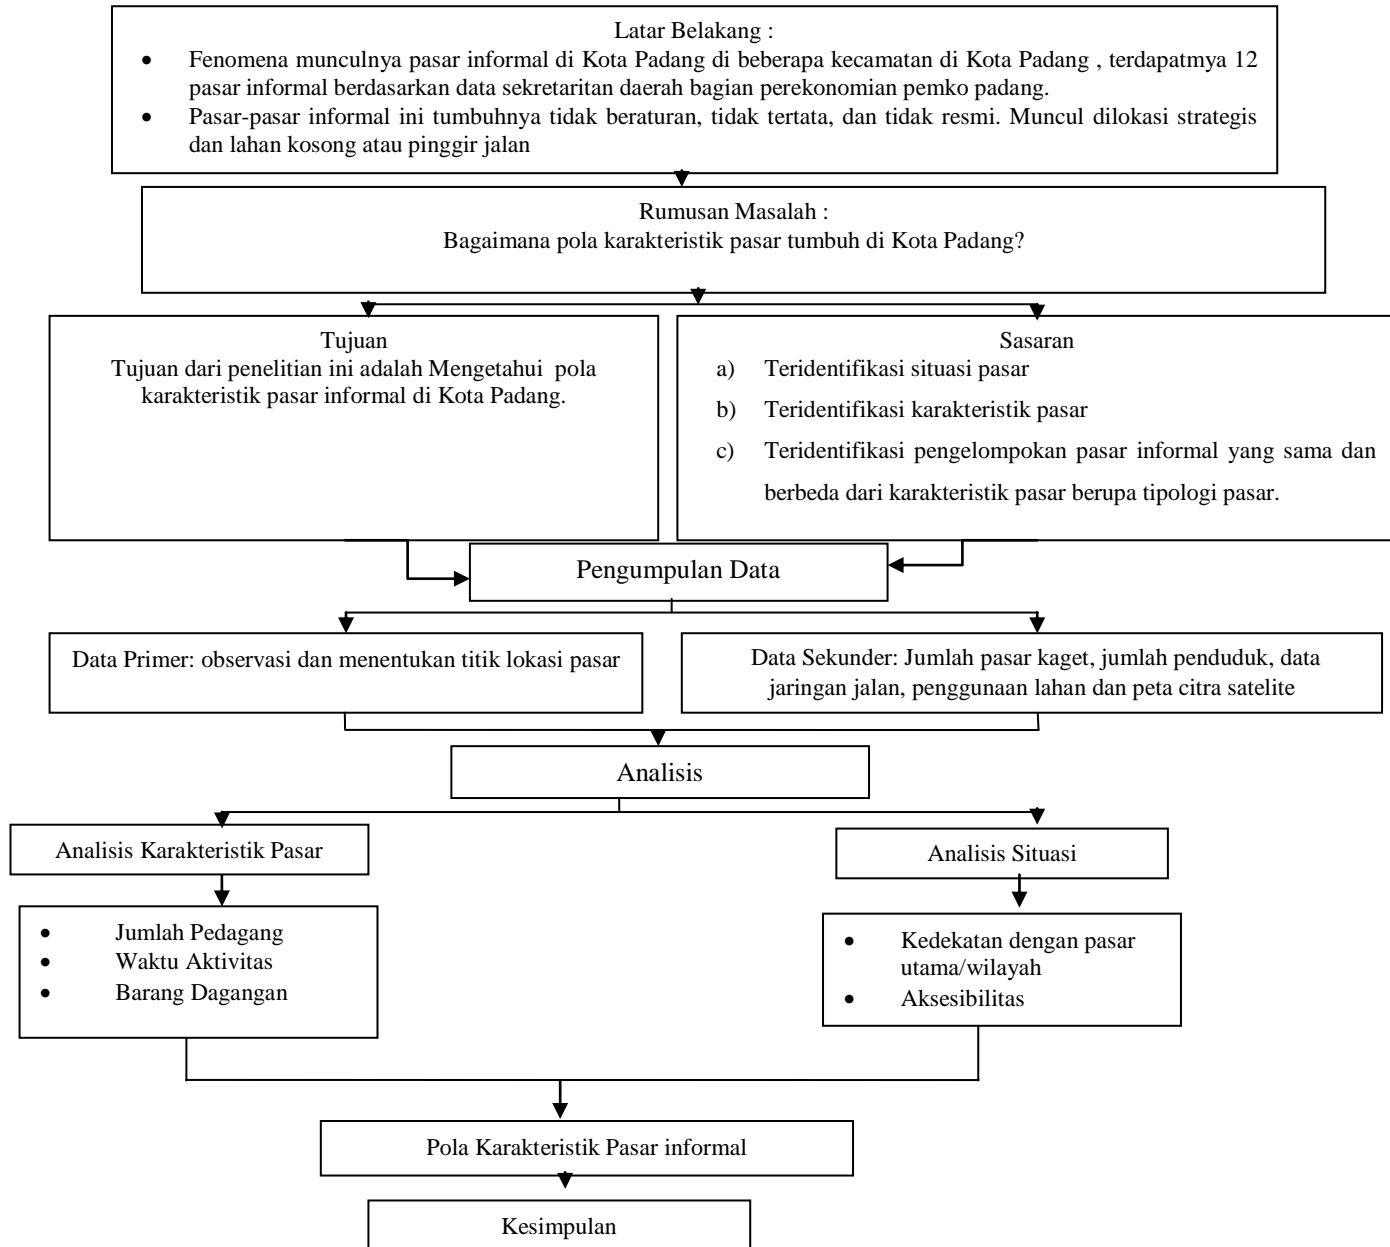 Latar Belakang :
• Fenomena munculnya pasar informal di Kota Padang di beberapa kecamatan di Kota Padang , terdapatmya 12
pasar informal berdasarkan data sekretaritan daerah bagian perekonomian pemko padang.
• Pasar-pasar informal ini tumbuhnya tidak beraturan, tidak tertata, dan tidak resmi. Muncul dilokasi strategis
dan lahan kosong atau pinggir jalan
Rumusan Masalah :
Bagaimana pola karakteristik pasar tumbuh di Kota Padang?
Tujuan
Tujuan dari penelitian ini adalah Mengetahui pola
karakteristik pasar informal di Kota Padang.
Sasaran
a) Teridentifikasi situasi pasar
b) Teridentifikasi karakteristik pasar
c) Teridentifikasi pengelompokan pasar informal yang sama dan
berbeda dari karakteristik pasar berupa tipologi pasar.
Pengumpulan Data
Data Primer: observasi dan menentukan titik lokasi pasar
Data Sekunder: Jumlah pasar kaget, jumlah penduduk, data
jaringan jalan, penggunaan lahan dan peta citra satelite
Analisis
Analisis Karakteristik Pasar
Analisis Situasi
• Jumlah Pedagang
• Waktu Aktivitas
• Barang Dagangan
• Kedekatan dengan pasar
utama/wilayah
• Aksesibilitas
Pola Karakteristik Pasar informal
Kesimpulan